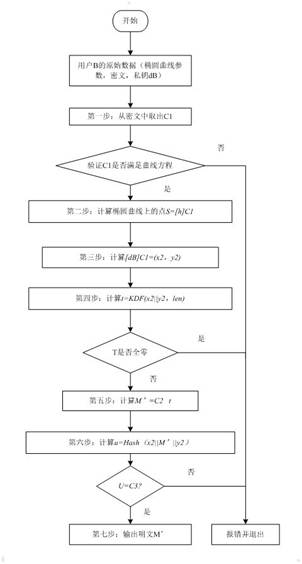 开始
用户B的原始数据（椭圆曲线参
数，密文，私钥dB）
第一步：从密文中取出C1
否
验证C1是否满足曲线方程
是
第二步：计算椭圆曲线上的点S=[h]C1
第三步：计算[dB]C1=(x2，y2)
第四步：计算t=KDF(x2||y2，len)
是
T是否全零
否
第五步：计算M'=C2 t
第六步：计算u=Hash（x2||M'||y2）
否
U=C3?
是
第七步：输出明文M'
报错并退出